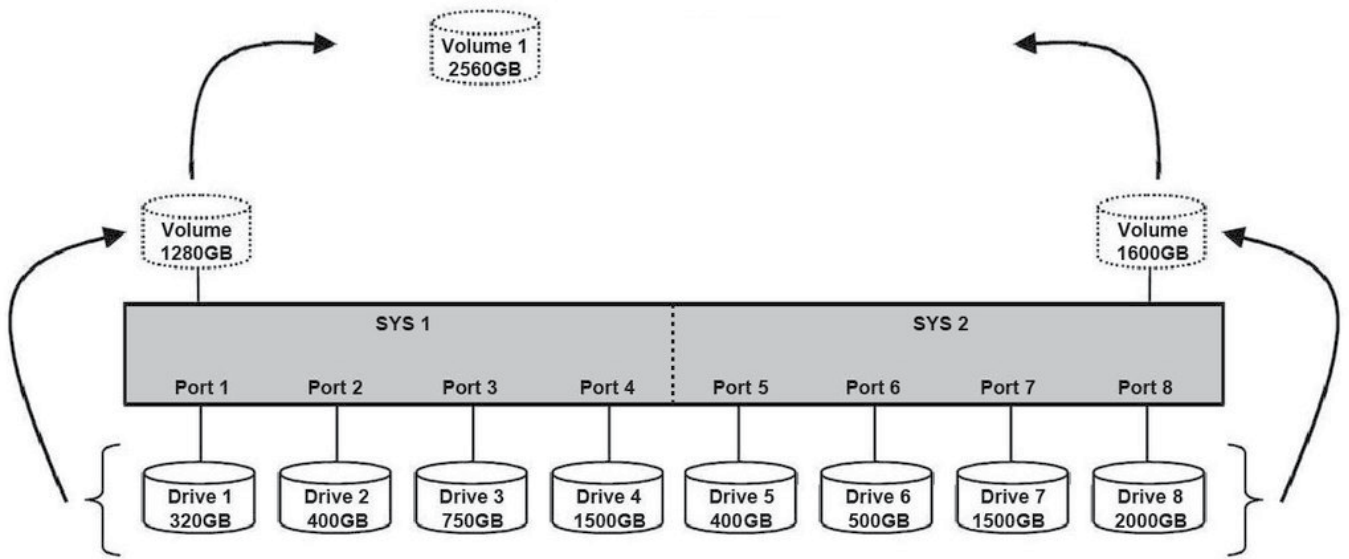 Volume 1
2560GB
Volume
1280GB
Volume
1600GB
SYS 1
SYS 2
Port 1
Port 2
Port 3
Port 4
Port 5
Port 6
Port 7
Port 8
Drive 1
320GB
Drive 2
400GB
Drive 3
750GB
Drive 4
1500GB
Drive 5
400GB
Drive 6
500GB
Drive 7
1500GB
Drive 8
2000GB